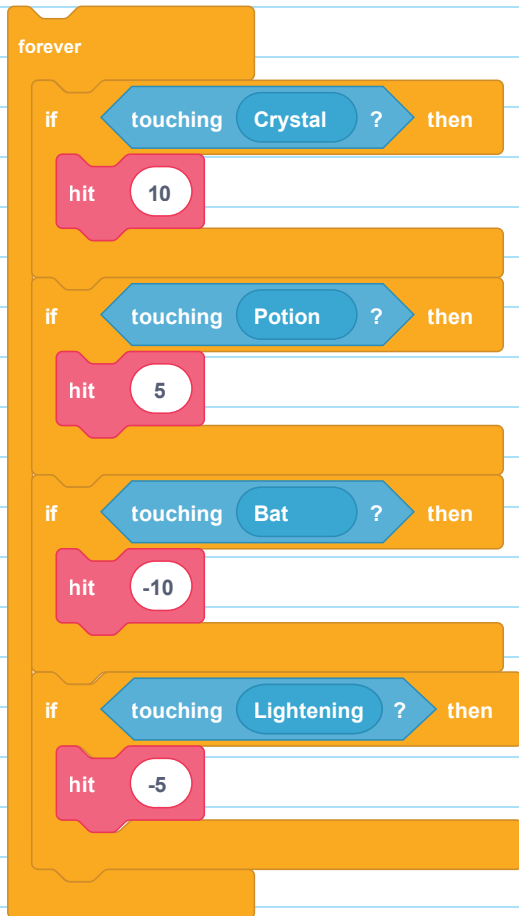 forever
if touching Crystal ? then
hit 10
if touching Potion ? then
hit 5
if touching Bat ? then
hit -10
if touching Lightening ? then
hit -5